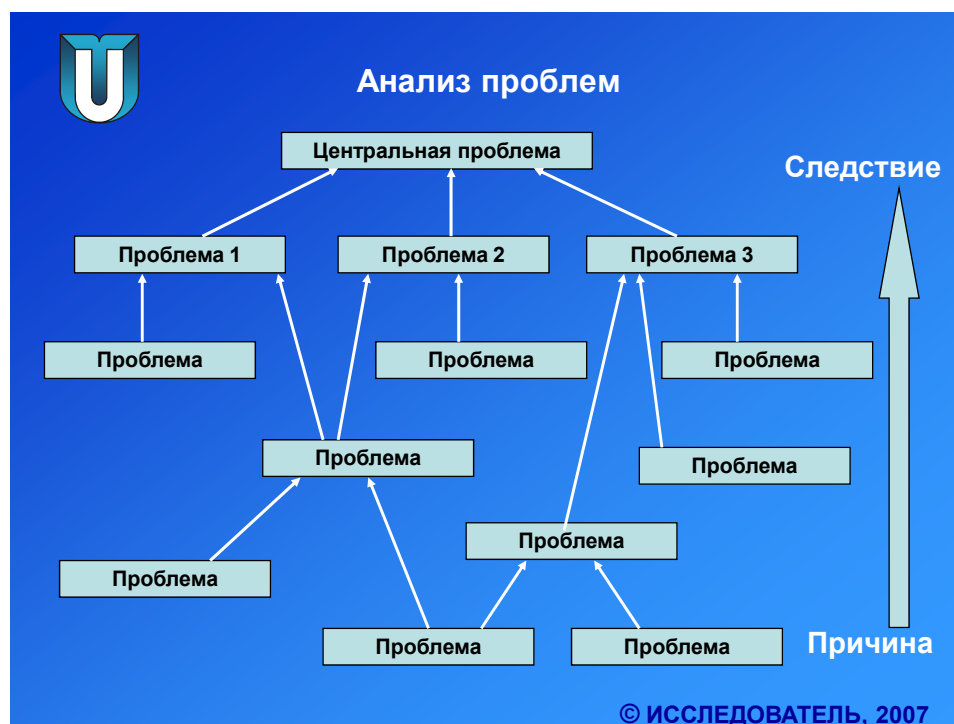 Анализ проблем
Центральная проблема
Следствие
Проблема 1
Проблема 2
Проблема 3
Проблема
Проблема
Проблема
Проблема
Проблема
Проблема
Проблема
Проблема
Проблема
Причина
© ИССЛЕДОВАТЕЛЬ, 2007